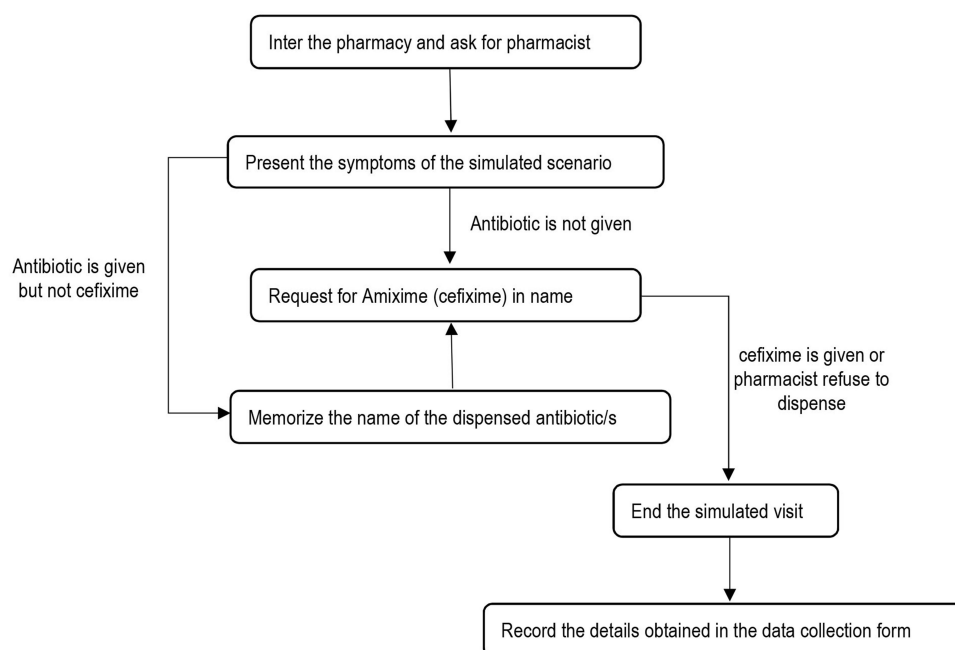 Inter the pharmacy and ask for pharmacist
Present the symptoms of the simulated scenario
Antibiotic is not given
Antibiotic is given
but not cefixime
Request for Amixime (cefixime) in name
cefixime is given or
pharmacist refuse to
dispense
Memorize the name of the dispensed antibiotic/s
End the simulated visit
Record the details obtained in the data collection form